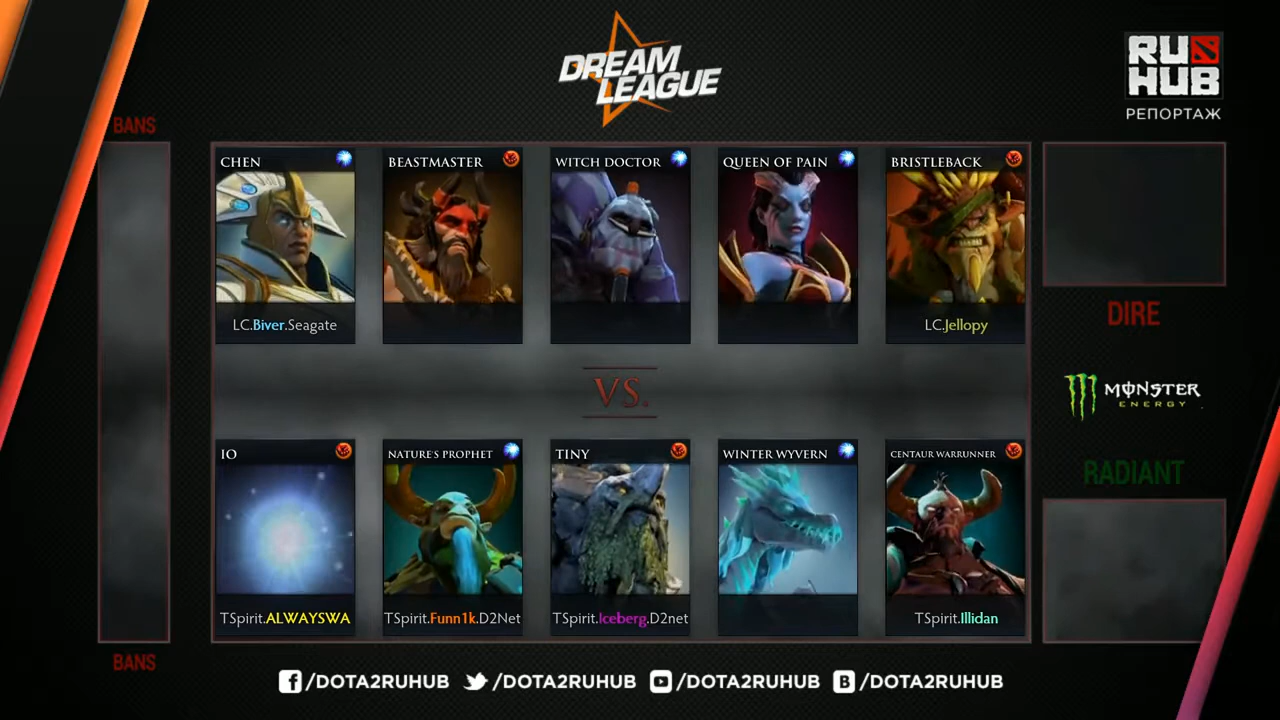 DREAM
LEAGUE
RU
HUB
РЕПОРТАЖ
BANS
CHEN
BEASTMASTER
WITCH DOCTOR
QUEEN OF PAIN
BRISTLEBACK
LC.Biver.Seagate
LC.Jellopy
DIRE
VS.
MONSTER
ENERGY
RADIANT
IO
NATURE'S PROPHET
TINY
WINTER WYVERN
CENTAUR WARRUNNER
TSpirit.ALWAYSWA
TSpirit.Funn1k.D2Net
TSpirit.Iceberg.D2net
TSpirit.Illidan
BANS
/DOTA2RUHUB
/DOTA2RUHUB
/DOTA2RUHUB
/DOTA2RUHUB